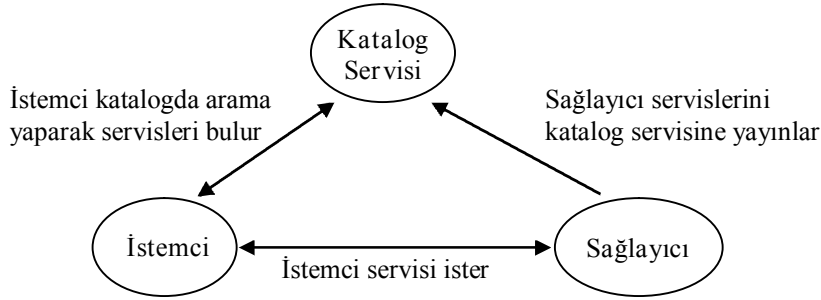 Katalog
Servisi
İstemci katalogda arama
yaparak servisleri bulur
Sağlayıcı servislerini
katalog servisine yayınlar
İstemci
Sağlayıcı
İstemci servisi ister